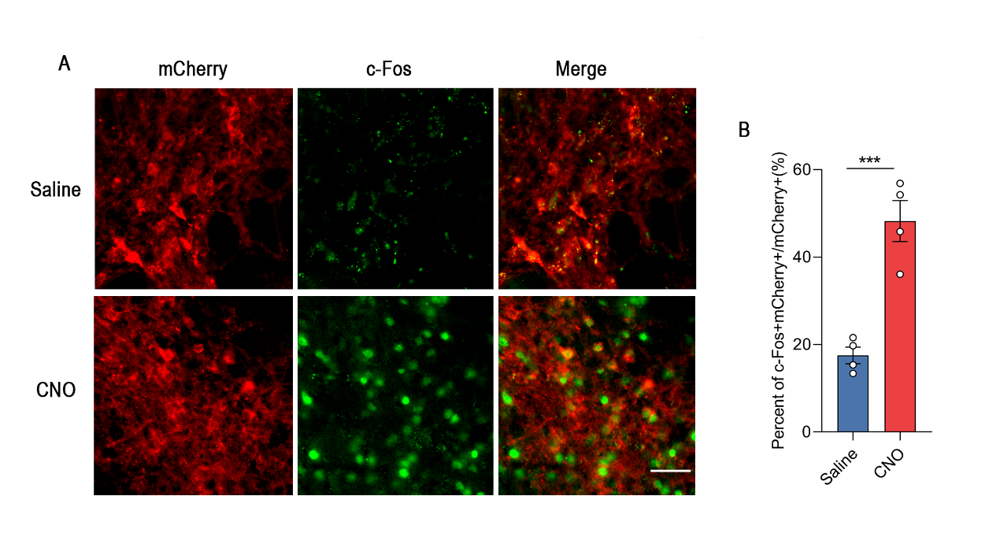 A
mCherry c-Fos Merge
Saline
CNO
B
Percent of c-Fos+mCherry+/mCherry+(%)
***
60
40
20
0
Saline CNO